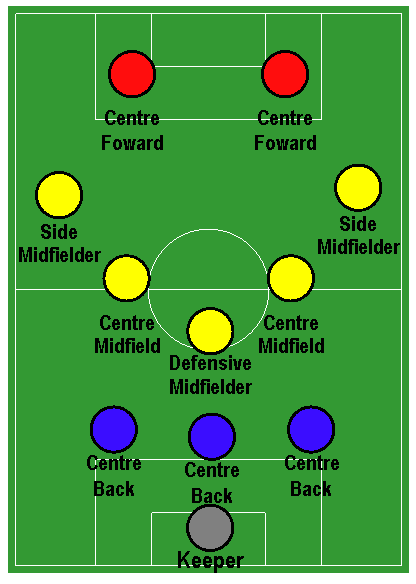 Centre
Foward
Centre
Foward
Side
Midfielder
Side
Midfielder
Centre
Midfield
Centre
Midfield
Defensive
Midfielder
Centre
Back
Centre
Back
Centre
Back
Keeper